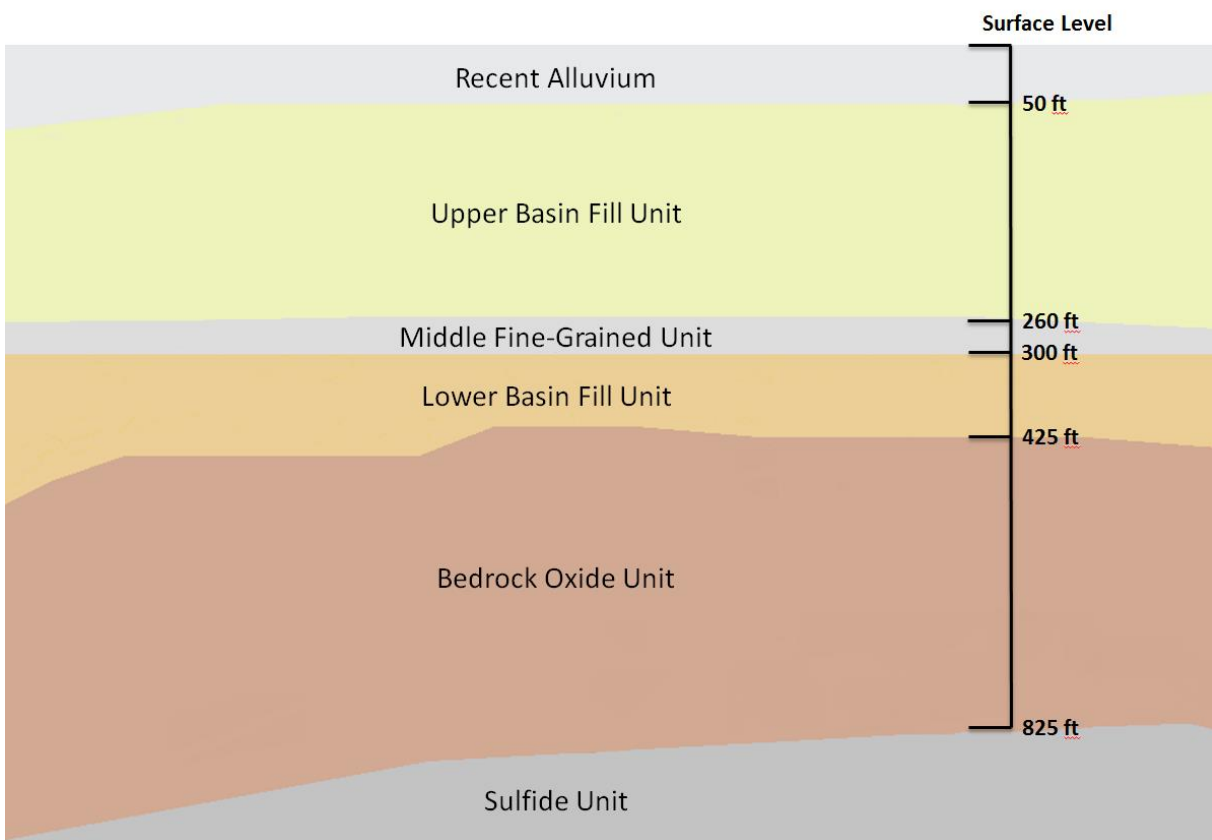 Surface Level
Recent Alluvium
50 ft
Upper Basin Fill Unit
260 ft
Middle Fine-Grained Unit
300 ft
Lower Basin Fill Unit
425 ft
Bedrock Oxide Unit
825 ft
Sulfide Unit